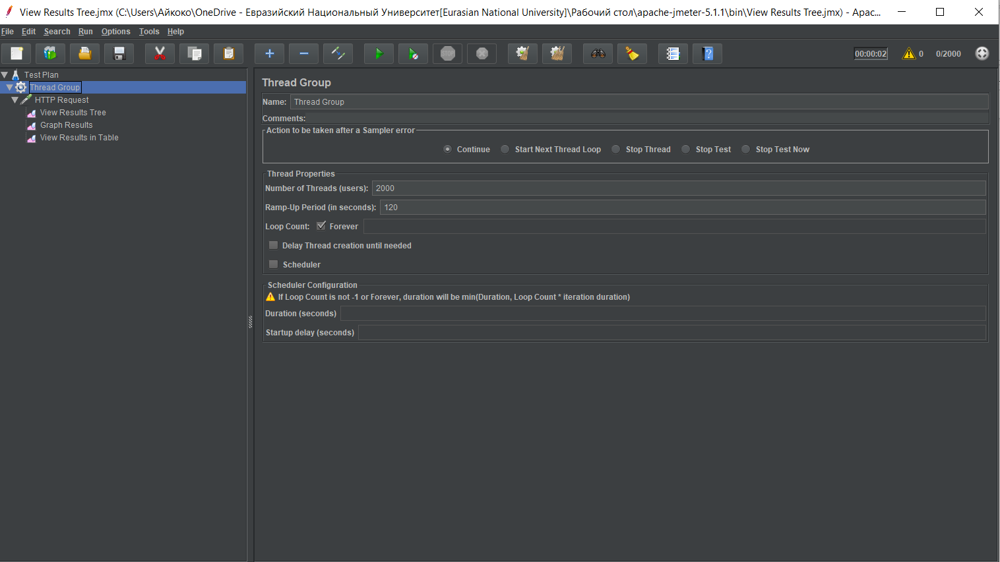 View Results Tree.jmx (C:\Users\Айкоко\OneDrive - Евразийский Национальный Университет[Eurasian National University]\Рабочий стол\apache-jmeter-5.1.1\bin\View Results Tree.jmx) - Apac...
File Edit Search Run Options Tools Help
STOP 00:00:02 0 0/2000
Test Plan
Thread Group
HTTP Request
View Results Tree
Graph Results
View Results in Table
Thread Group
Name: Thread Group
Comments:
Action to be taken after a Sampler error
Continue Start Next Thread Loop Stop Thread Stop Test Stop Test Now
Thread Properties
Number of Threads (users): 2000
Ramp-Up Period (in seconds): 120
Loop Count: Forever
Delay Thread creation until needed
Scheduler
Scheduler Configuration
If Loop Count is not -1 or Forever, duration will be min(Duration, Loop Count * iteration duration)
Duration (seconds)
Startup delay (seconds)